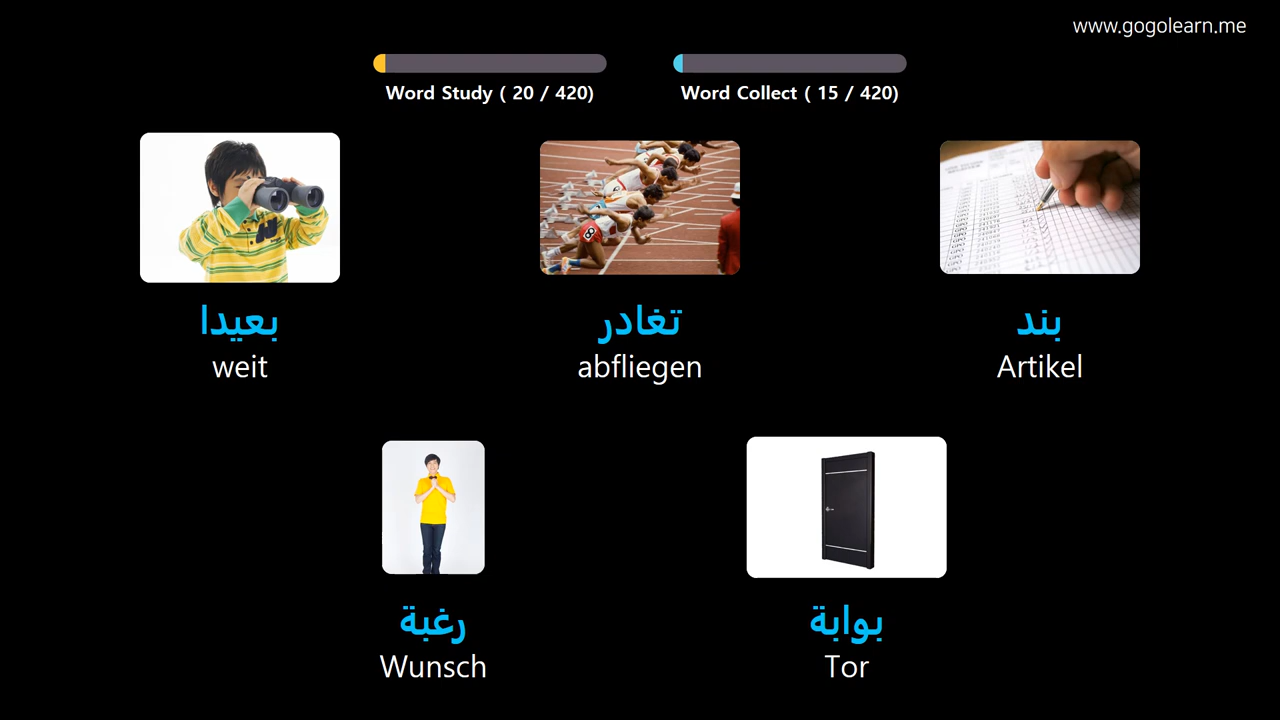 www.gogolearn.me
Word Study ( 20 / 420)
Word Collect ( 15 / 420)
بعيدا
weit
تغادر
abfliegen
بند
Artikel
رغبة
Wunsch
بوابة
Tor